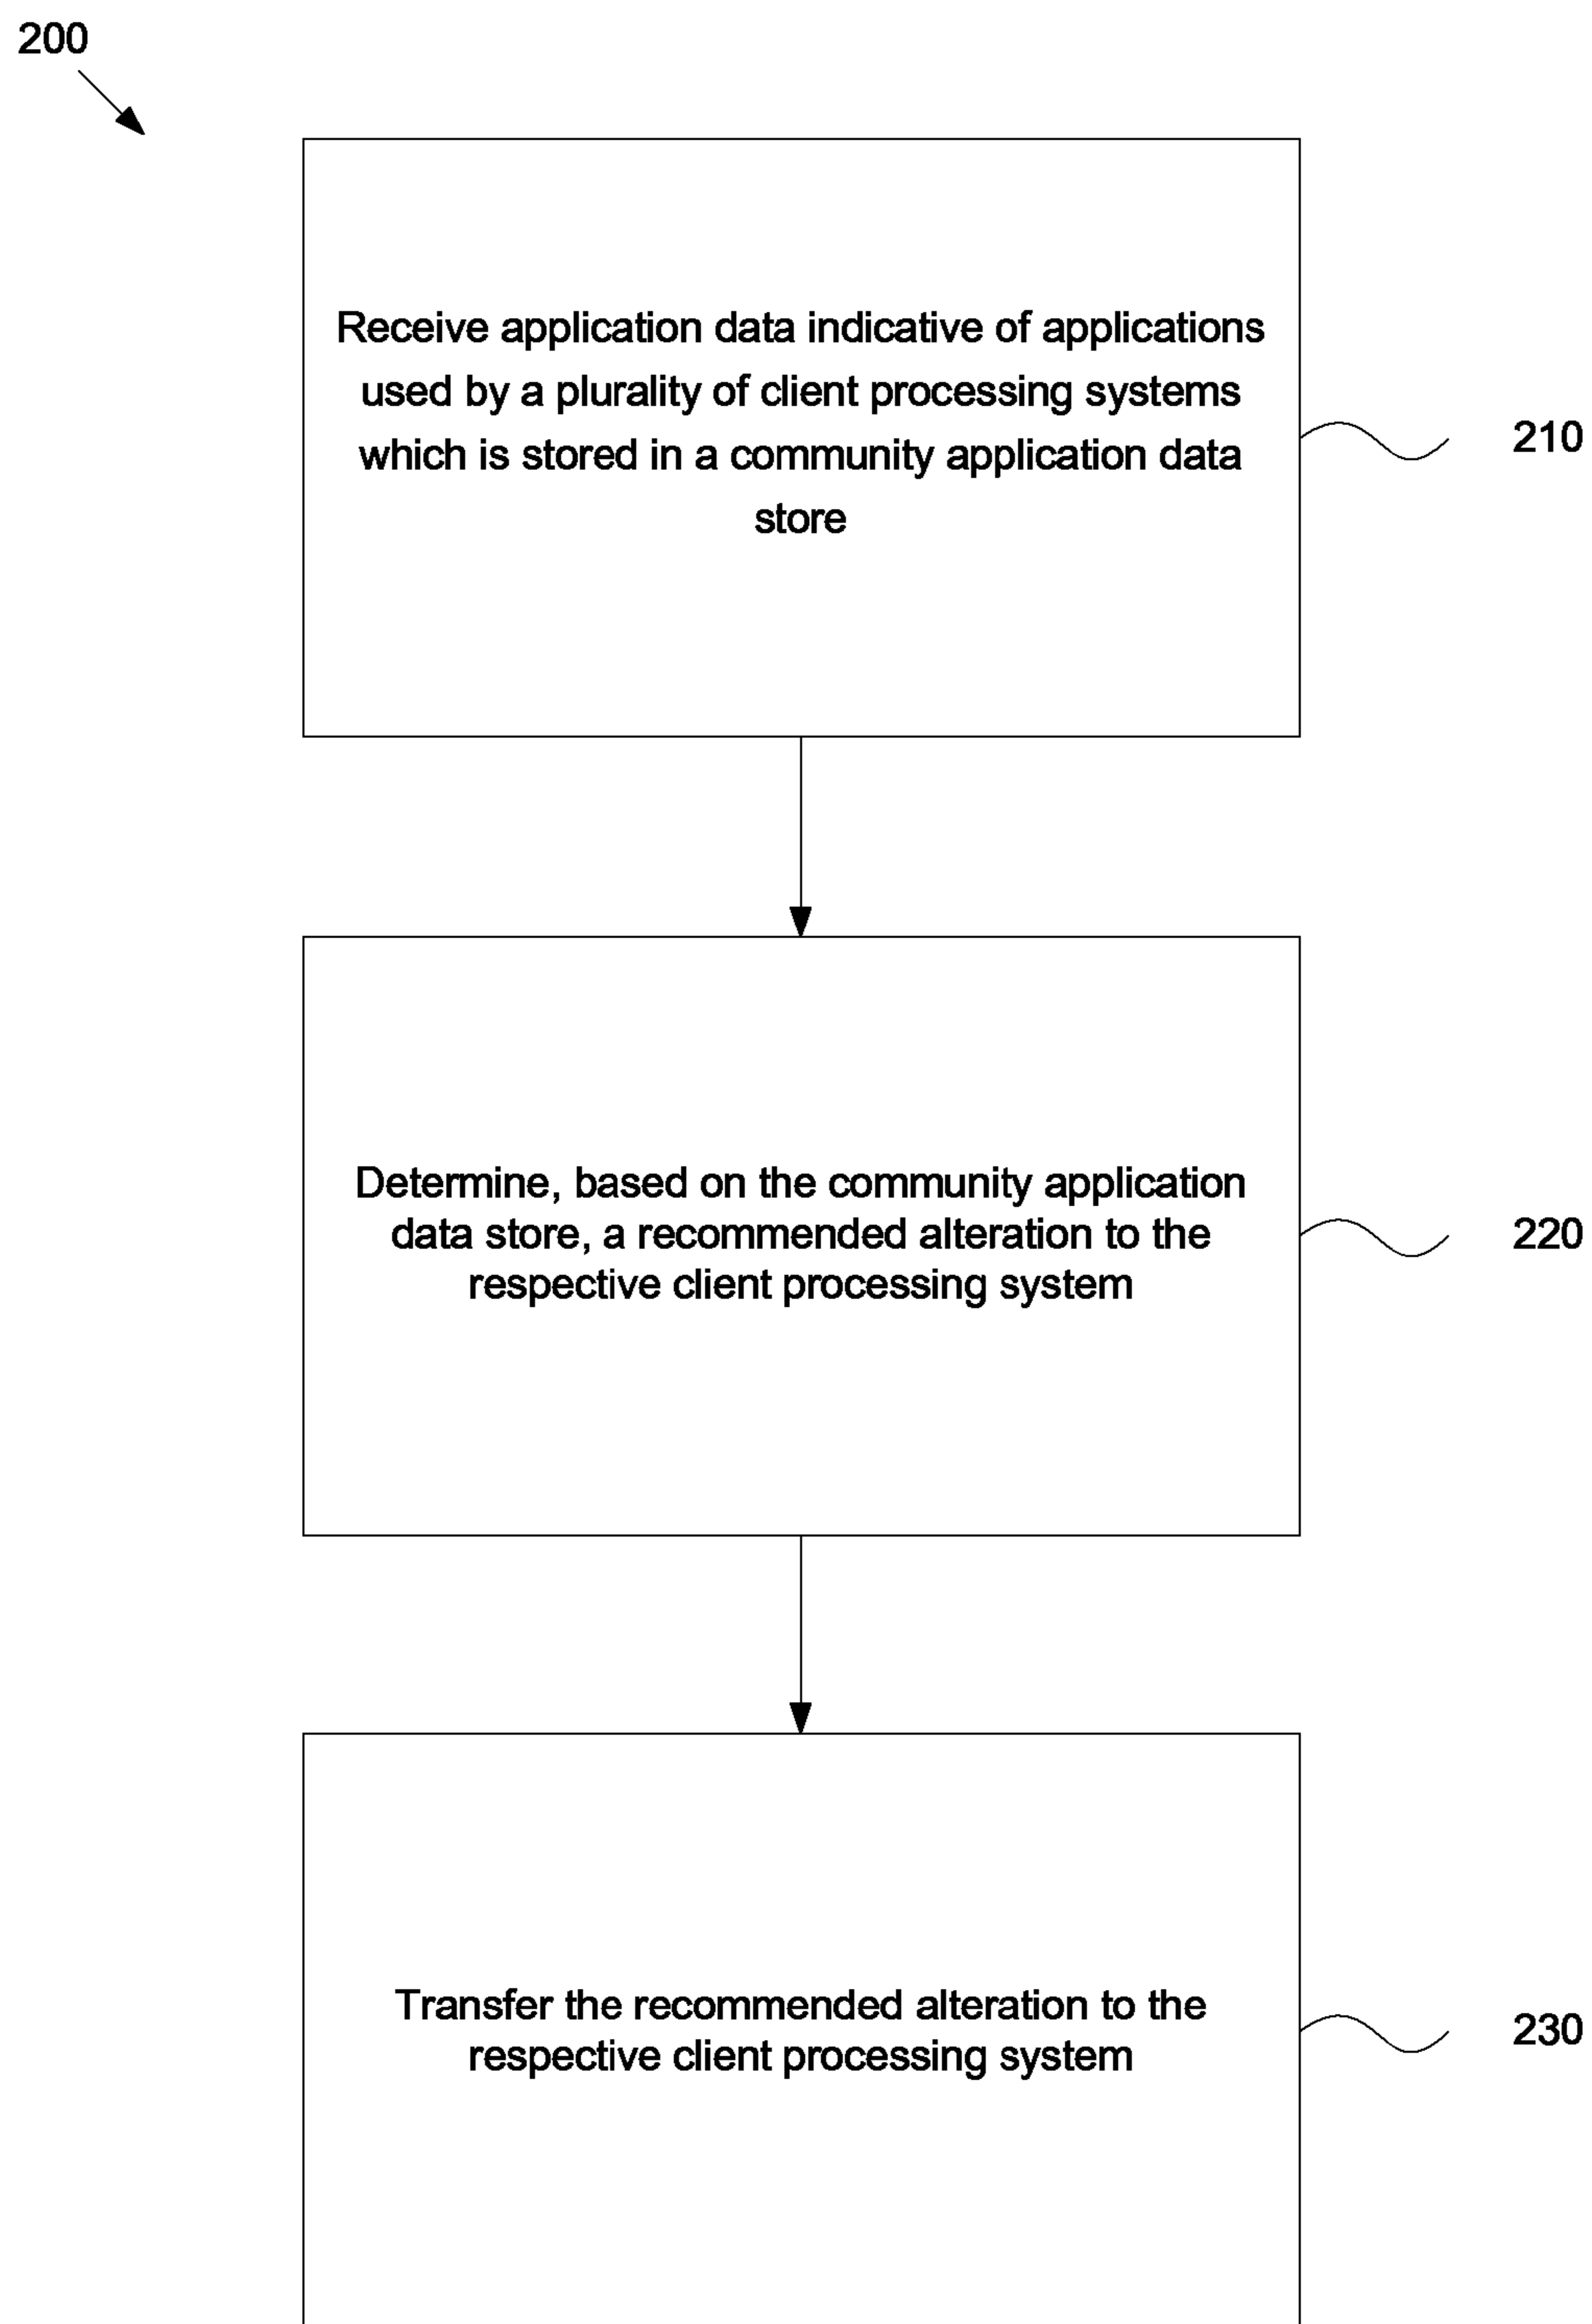 200
Receive application data indicative of applications
used by a plurality of client processing systems
which is stored in a community application data
store
210
Determine, based on the community application
data store, a recommended alteration to the
respective client processing system
220
Transfer the recommended alteration to the
respective client processing system
230